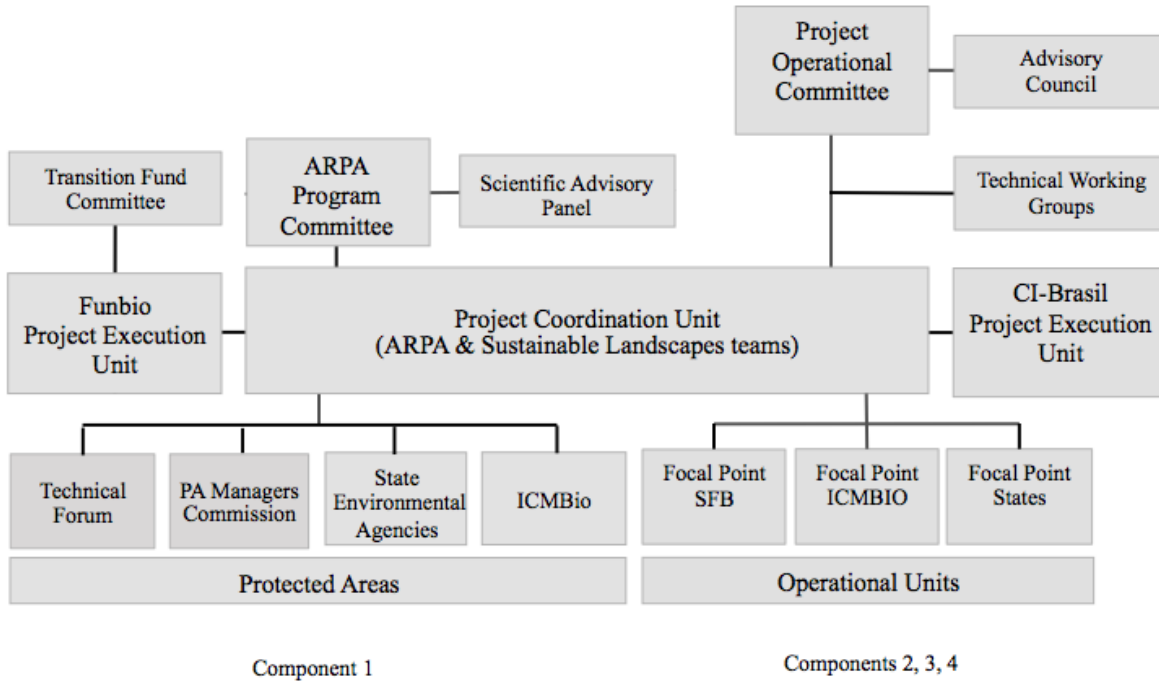 Project
Operational
Committee
Advisory
Council
Transition Fund
Committee
ARPA
Program
Committee
Scientific Advisory
Panel
Technical Working
Groups
Funbio
Project Execution
Unit
Project Coordination Unit
(ARPA & Sustainable Landscapes teams)
CI-Brasil
Project Execution
Unit
Technical
Forum
PA Managers
Commission
State
Environmental
Agencies
ICMBio
Focal Point
SFB
Focal Point
ICMBIO
Focal Point
States
Protected Areas
Operational Units
Component 1
Components 2, 3, 4